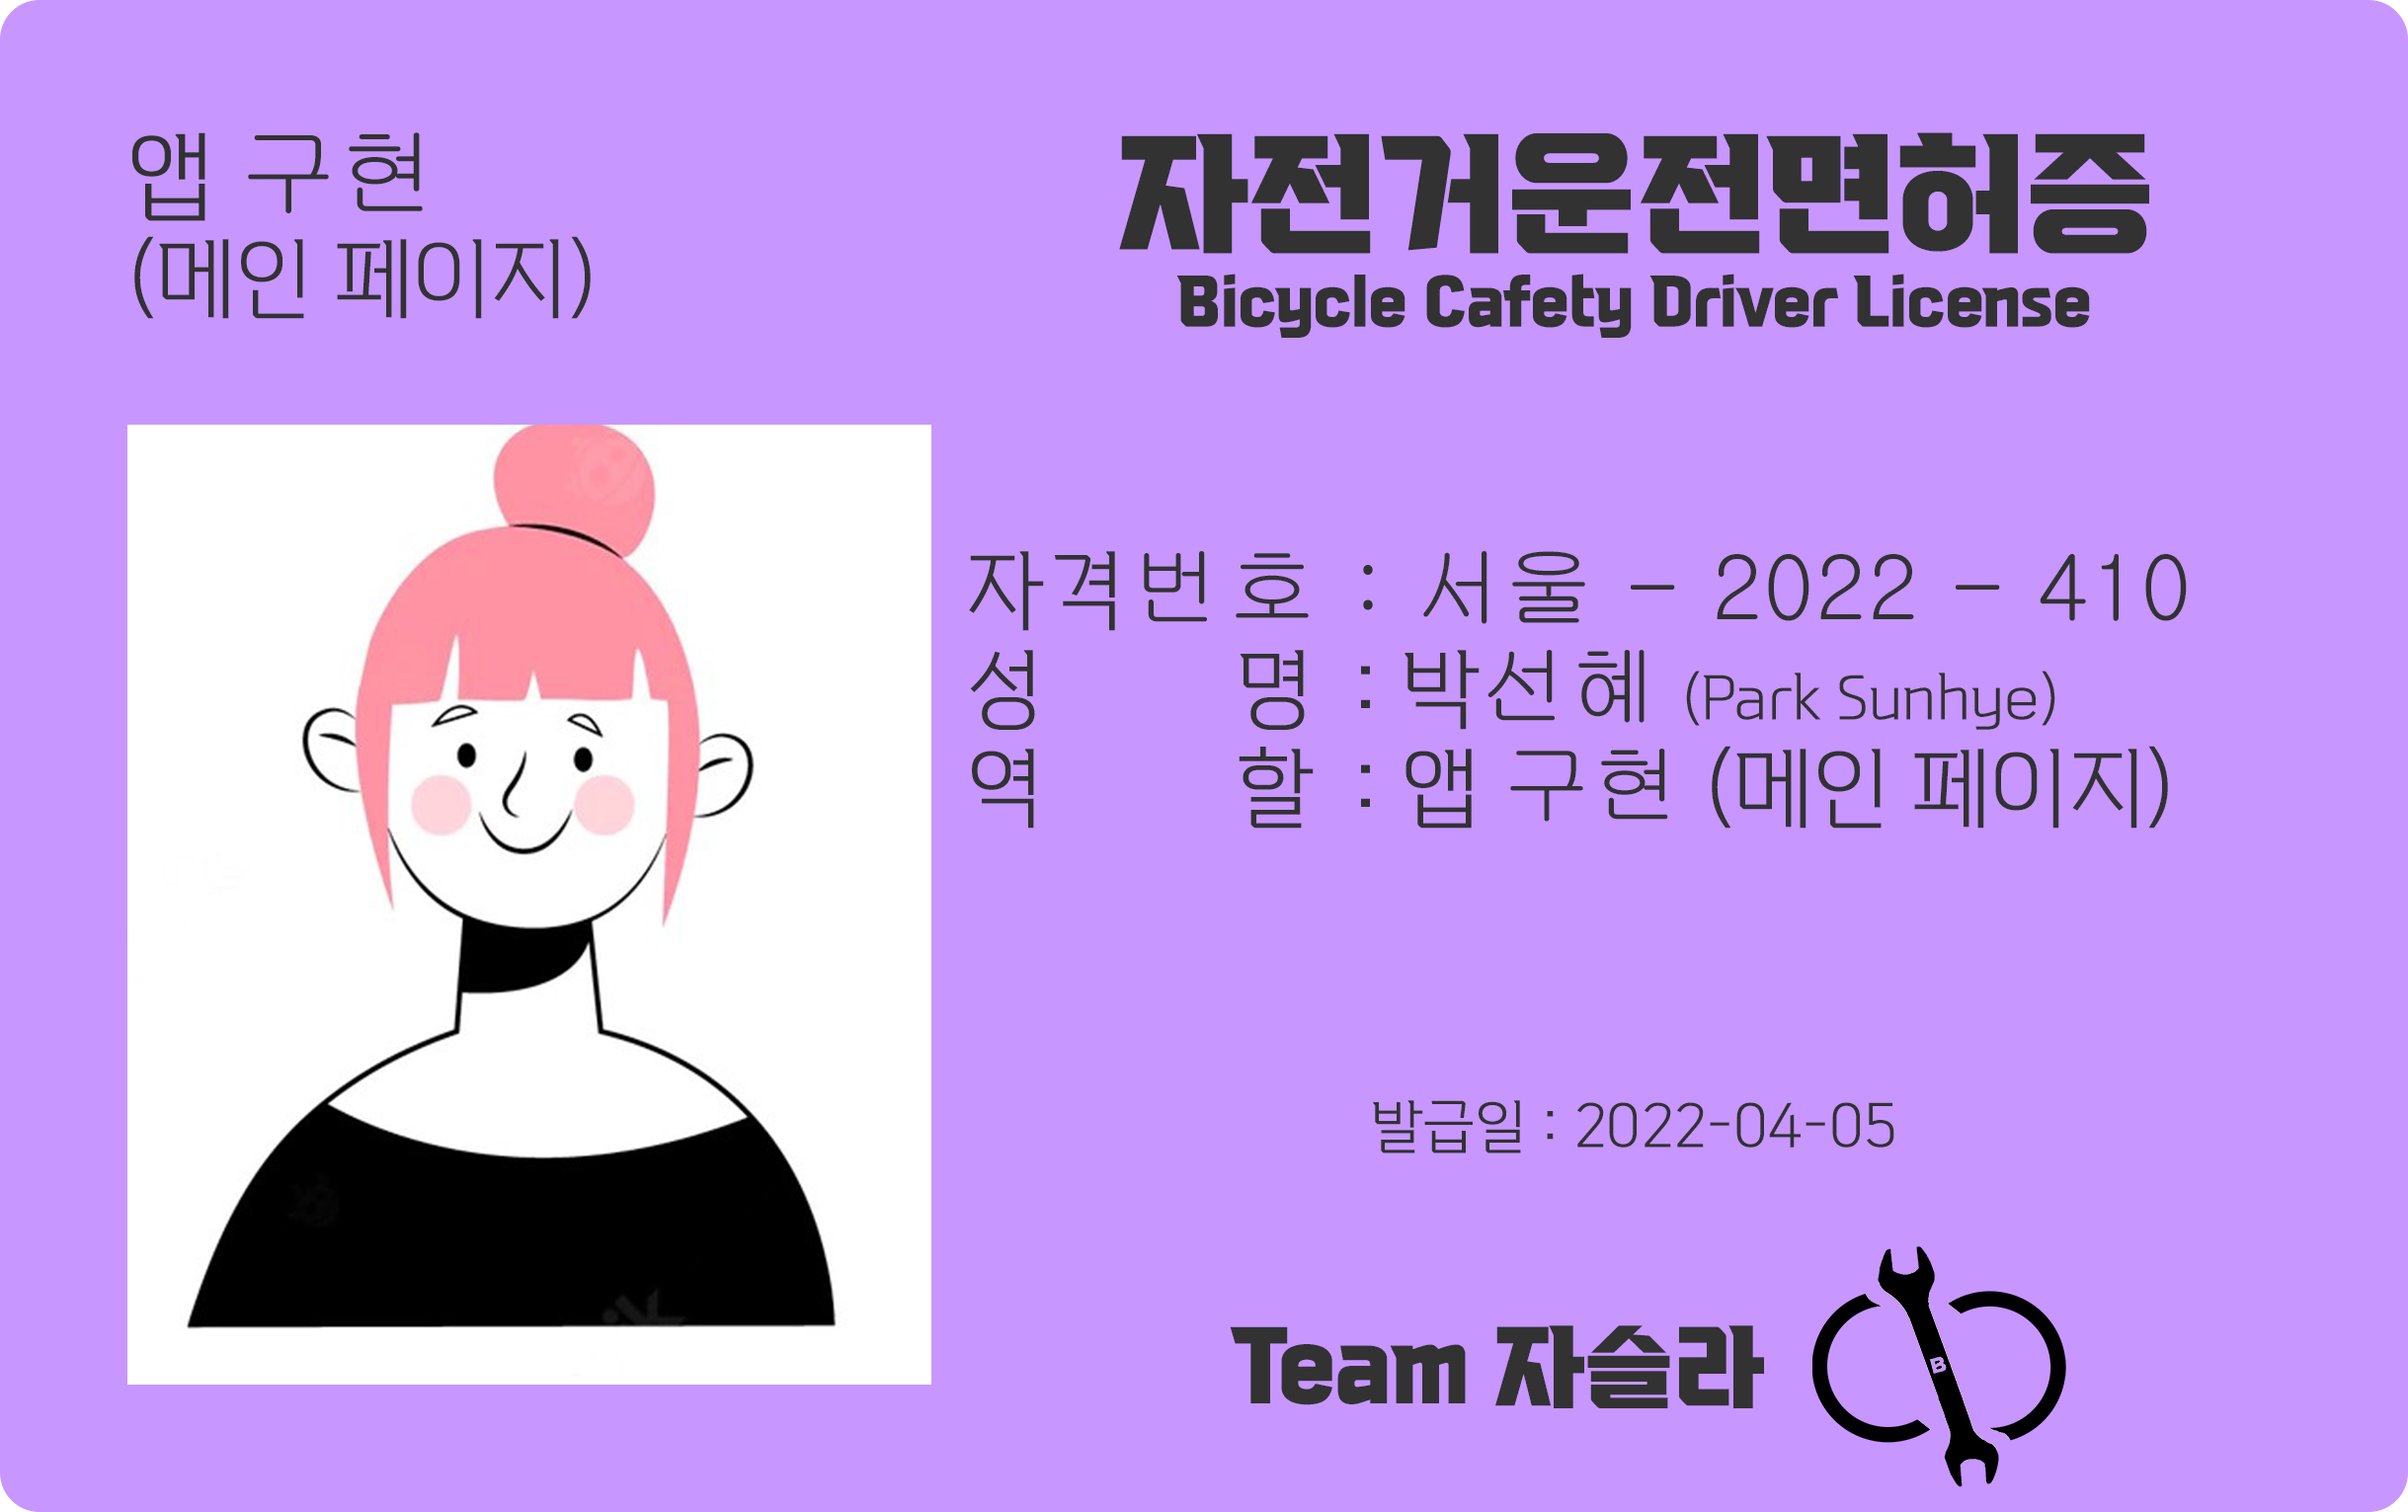 앱 구현
(메인 페이지)
자전거운전면허증
Bicycle Cafety Driver License
자격번호 : 서울 - 2022 - 410
성 명 : 박선혜 (Park Sunhye)
역 할 : 앱 구현 (메인 페이지)
발급일 : 2022-04-05
Team 자슬라
B